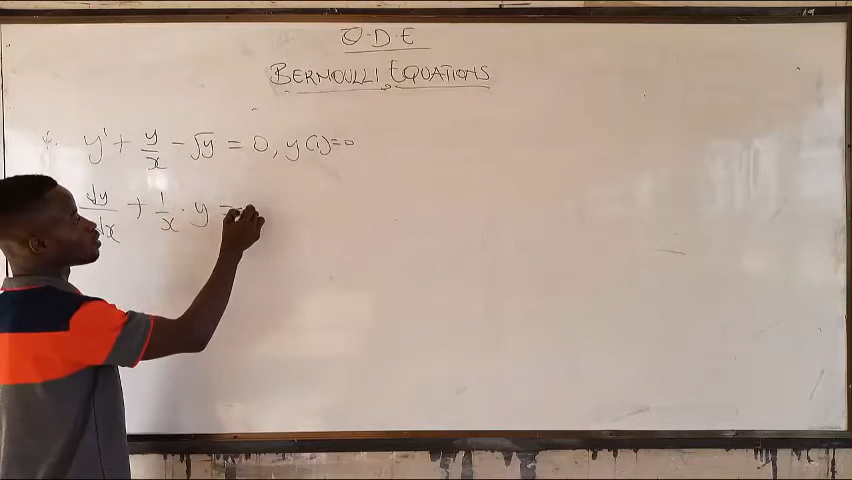 O.D.E
BERNOULLI EQUATIONS
y' + y/x - √y = 0, y(1)=0
dy/dx + 1/x · y =